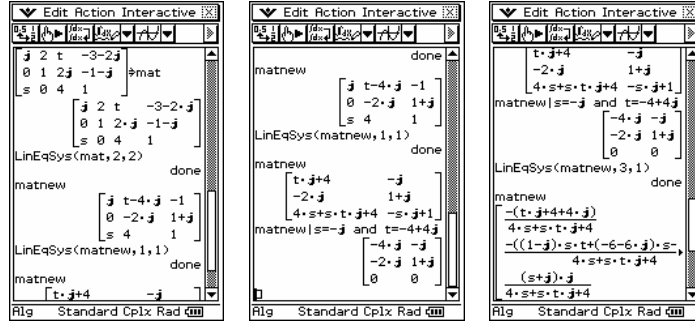 Edit Action Interactive
j 2 t -3-2j
0 1 2j -1-j ⇒mat
s 0 4 1
j 2 t -3-2·j
0 1 2·j -1-j
s 0 4 1
LinEqSys(mat,2,2)
done
matnew
j t-4·j -1
0 -2·j 1+j
s 4 1
LinEqSys(matnew,1,1)
done
matnew
t·j+4 -j
Alg Standard Cplx Rad
Edit Action Interactive
done
matnew
j t-4·j -1
0 -2·j 1+j
s 4 1
LinEqSys(matnew,1,1)
done
matnew
t·j+4 -j
-2·j 1+j
4·s+s·t·j+4 -s·j+1
matnew|s=-j and t=-4+4j
-4·j -j
-2·j 1+j
0 0
Alg Standard Cplx Rad
Edit Action Interactive
t·j+4 -j
-2·j 1+j
4·s+s·t·j+4 -s·j+1
matnew|s=-j and t=-4+4j
-4·j -j
-2·j 1+j
0 0
LinEqSys(matnew,3,1)
done
matnew
-(t·j+4+4·j)
4·s+s·t·j+4
-((1-j)·s·t+(-6-6·j)·s-
4·s+s·t·j+4
(s+j)·j
4·s+s·t·j+4
Alg Standard Cplx Rad